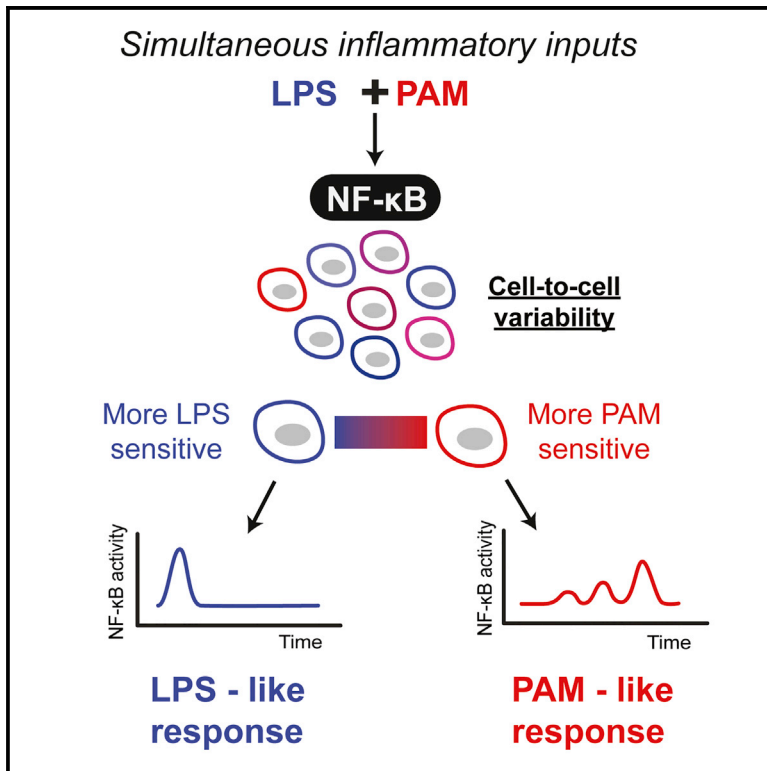 Simultaneous inflammatory inputs
LPS + PAM
NF-κB
Cell-to-cell
variability
More LPS
sensitive
More PAM
sensitive
NF-κB activity
Time
NF-κB activity
Time
LPS - like
response
PAM - like
response